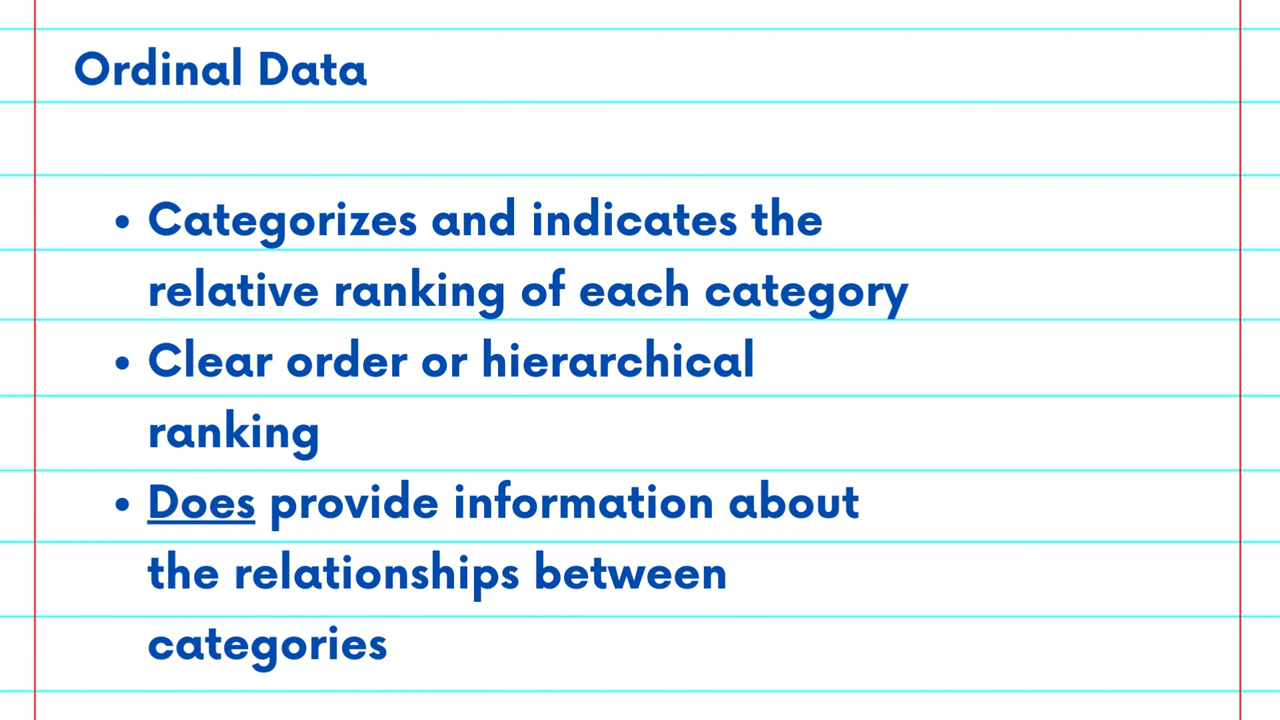 Ordinal Data
• Categorizes and indicates the
relative ranking of each category
• Clear order or hierarchical
ranking
• Does provide information about
the relationships between
categories